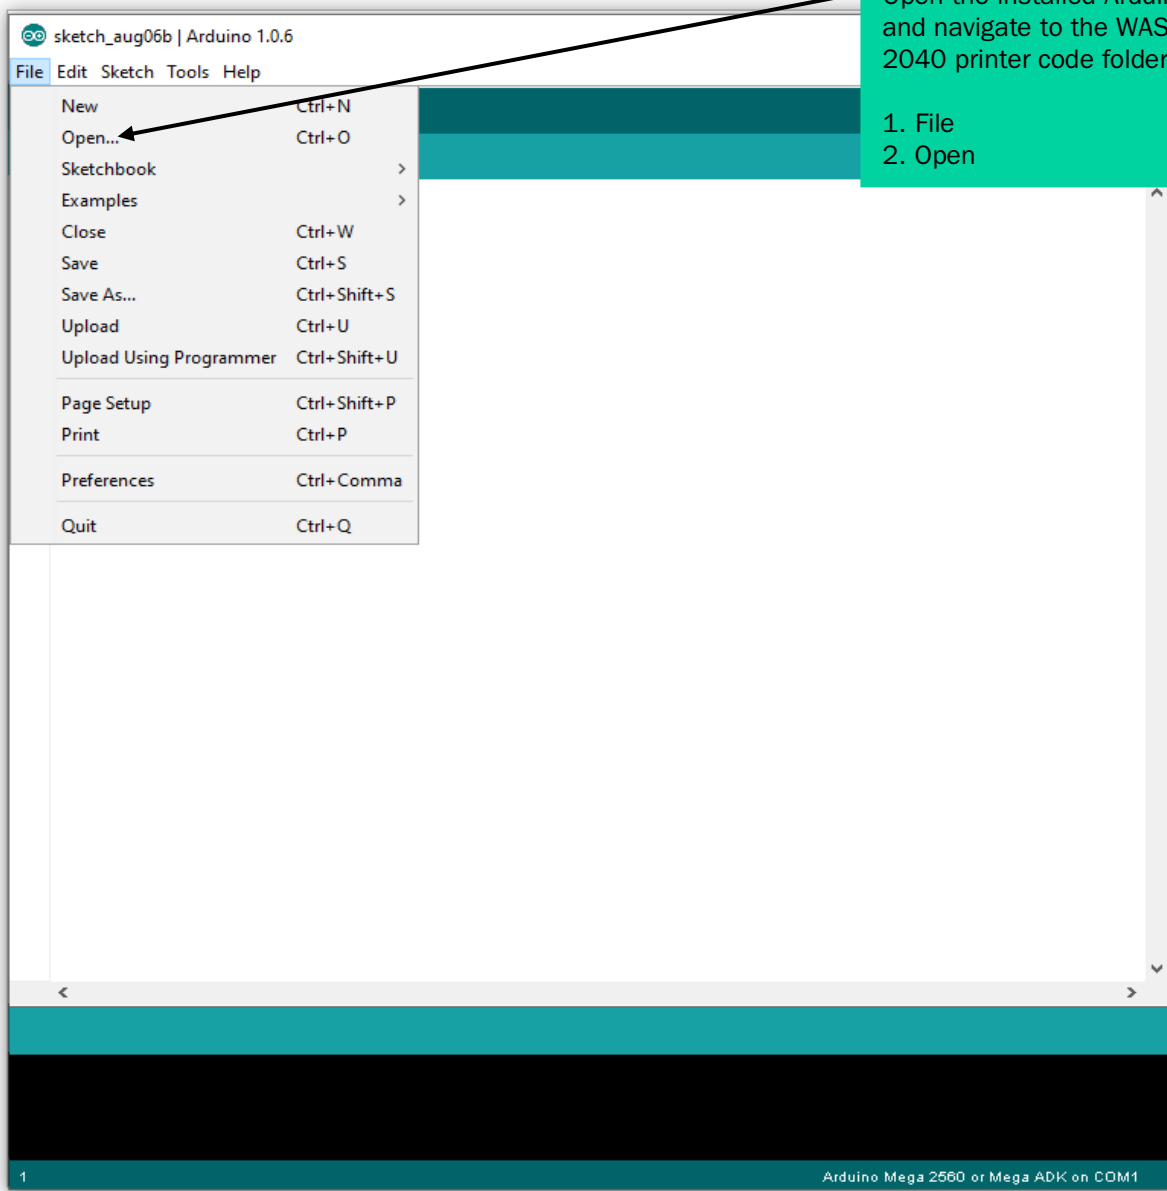 sketch_aug06b | Arduino 1.0.6
File Edit Sketch Tools Help
New Ctrl+N
Open... Ctrl+O
Sketchbook >
Examples >
Close Ctrl+W
Save Ctrl+S
Save As... Ctrl+Shift+S
Upload Ctrl+U
Upload Using Programmer Ctrl+Shift+U
Page Setup Ctrl+Shift+P
Print Ctrl+P
Preferences Ctrl+Comma
Quit Ctrl+Q
and navigate to the WAS
2040 printer code folder
1. File
2. Open
1 Arduino Mega 2560 or Mega ADK on COM1